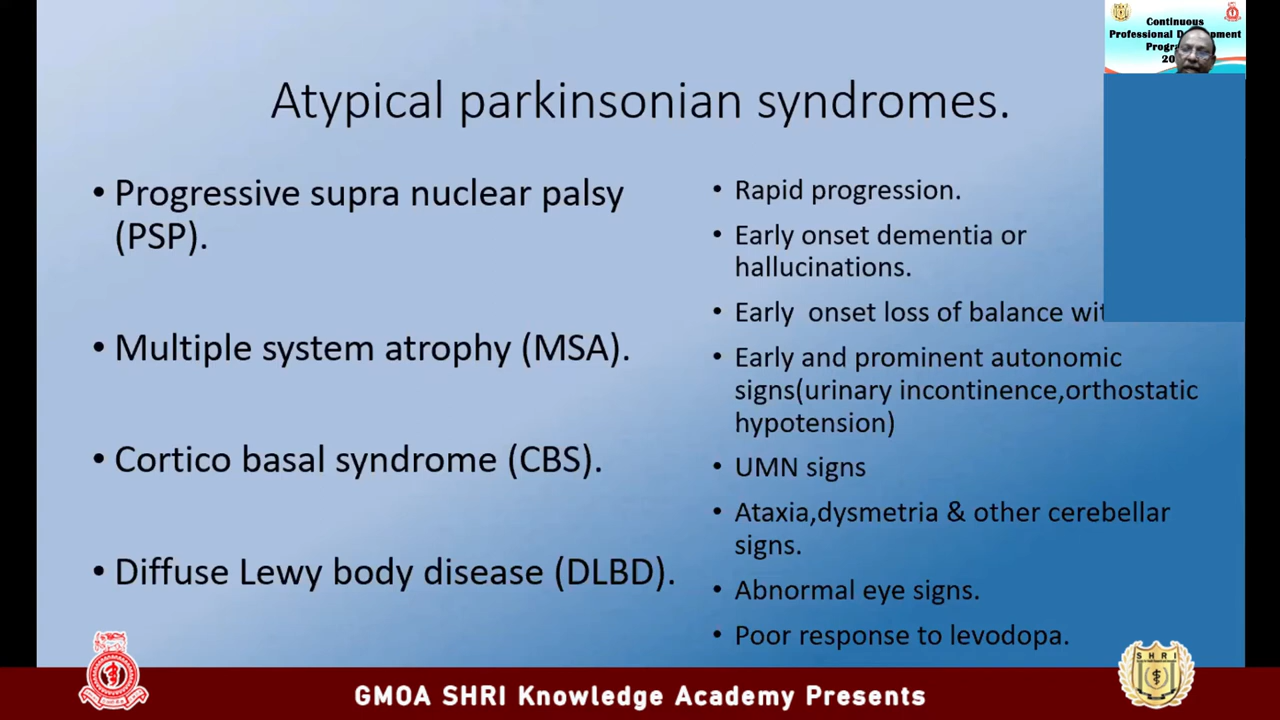 Continuous
Professional D
pment
Progra
20
Atypical parkinsonian syndromes.
• Progressive supra nuclear palsy
(PSP).
• Multiple system atrophy (MSA).
• Cortico basal syndrome (CBS).
• Diffuse Lewy body disease (DLBD).
• Rapid progression.
• Early onset dementia or
hallucinations.
• Early  onset loss of balance wit
• Early and prominent autonomic
signs(urinary incontinence,orthostatic
hypotension)
• UMN signs
• Ataxia,dysmetria & other cerebellar
signs.
• Abnormal eye signs.
• Poor response to levodopa.
SHRI
GMOA SHRI Knowledge Academy Presents